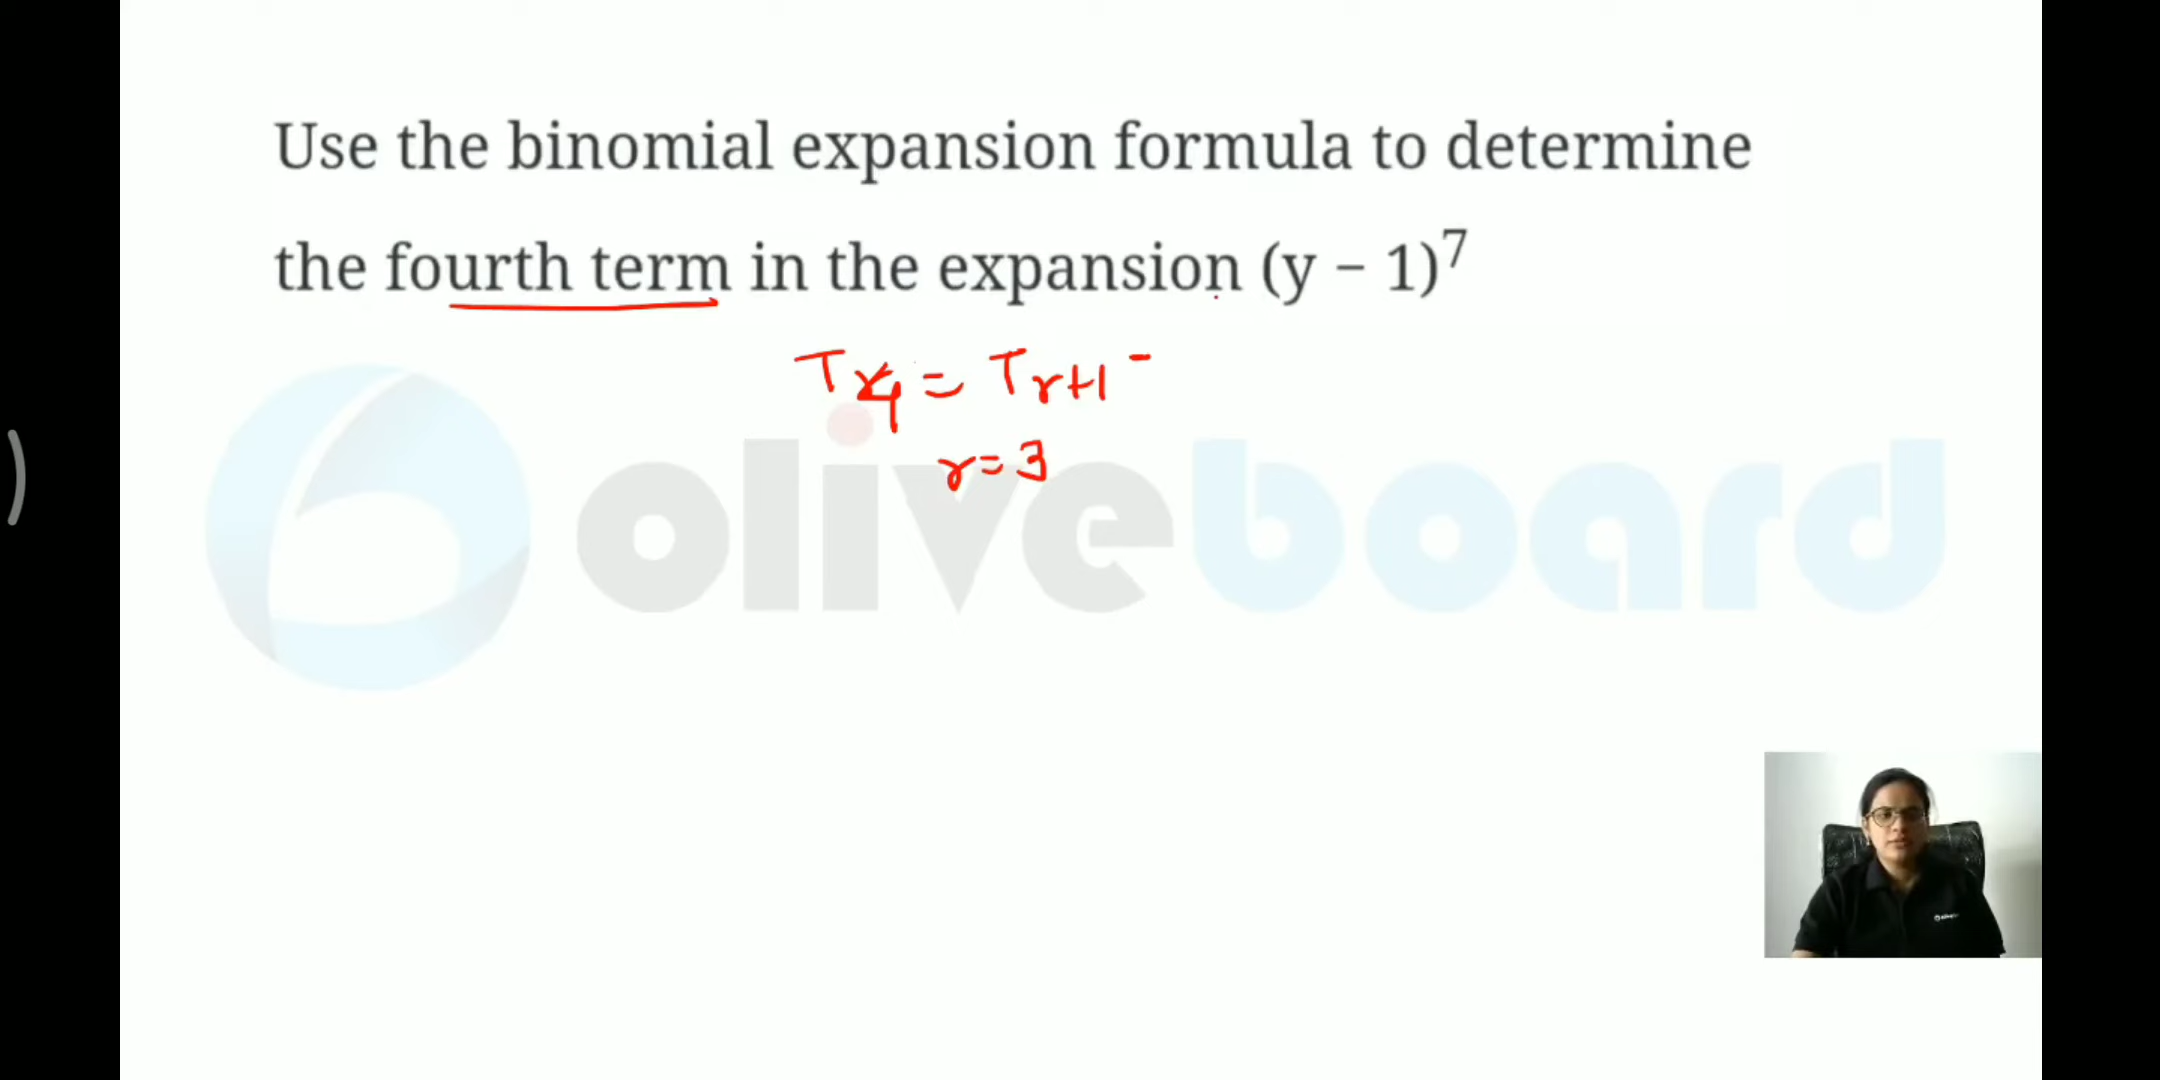 Use the binomial expansion formula to determine
the fourth term in the expansion (y − 1)⁷
T₄ = Tᵣ₊₁ -
r = 3
oliveboard